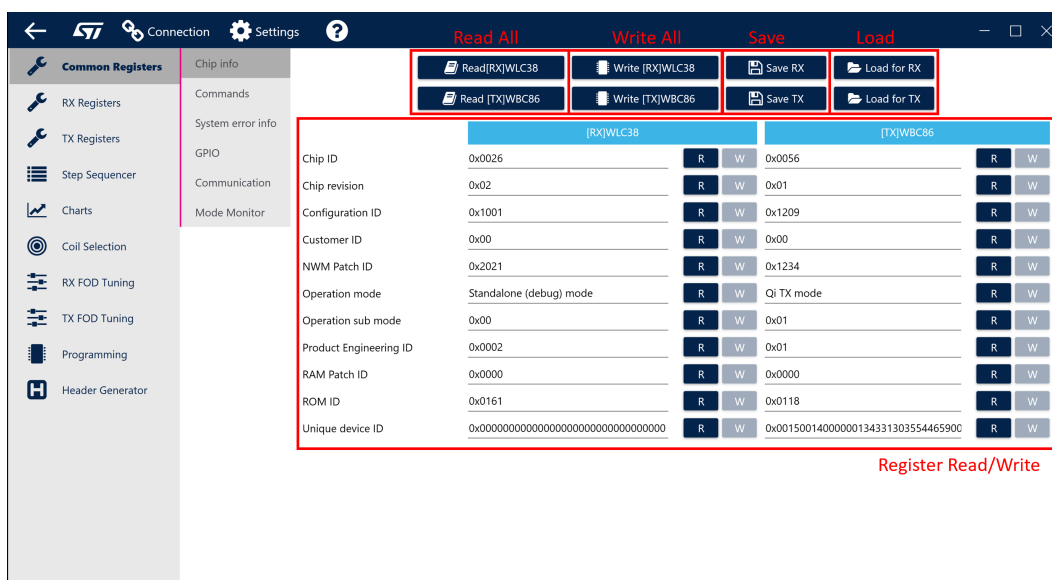 Connection
Settings
?
Read All
Write All
Save
Load
Common Registers
RX Registers
TX Registers
Step Sequencer
Charts
Coil Selection
RX FOD Tuning
TX FOD Tuning
Programming
H Header Generator
Chip info
Commands
System error info
GPIO
Communication
Mode Monitor
Read[RX]WLC38
Write [RX]WLC38
Save RX
Load for RX
Read [TX]WBC86
Write [TX]WBC86
Save TX
Load for TX
[RX]WLC38 [TX]WBC86
Chip ID 0x0026 R W 0x0056 R W
Chip revision 0x02 R W 0x01 R W
Configuration ID 0x1001 R W 0x1209 R W
Customer ID 0x00 R W 0x00 R W
NWM Patch ID 0x2021 R W 0x1234 R W
Operation mode Standalone (debug) mode R W Qi TX mode R W
Operation sub mode 0x00 R W 0x01 R W
Product Engineering ID 0x0002 R W 0x01 R W
RAM Patch ID 0x0000 R W 0x0000 R W
ROM ID 0x0161 R W 0x0118 R W
Unique device ID R W R W
Register Read/Write